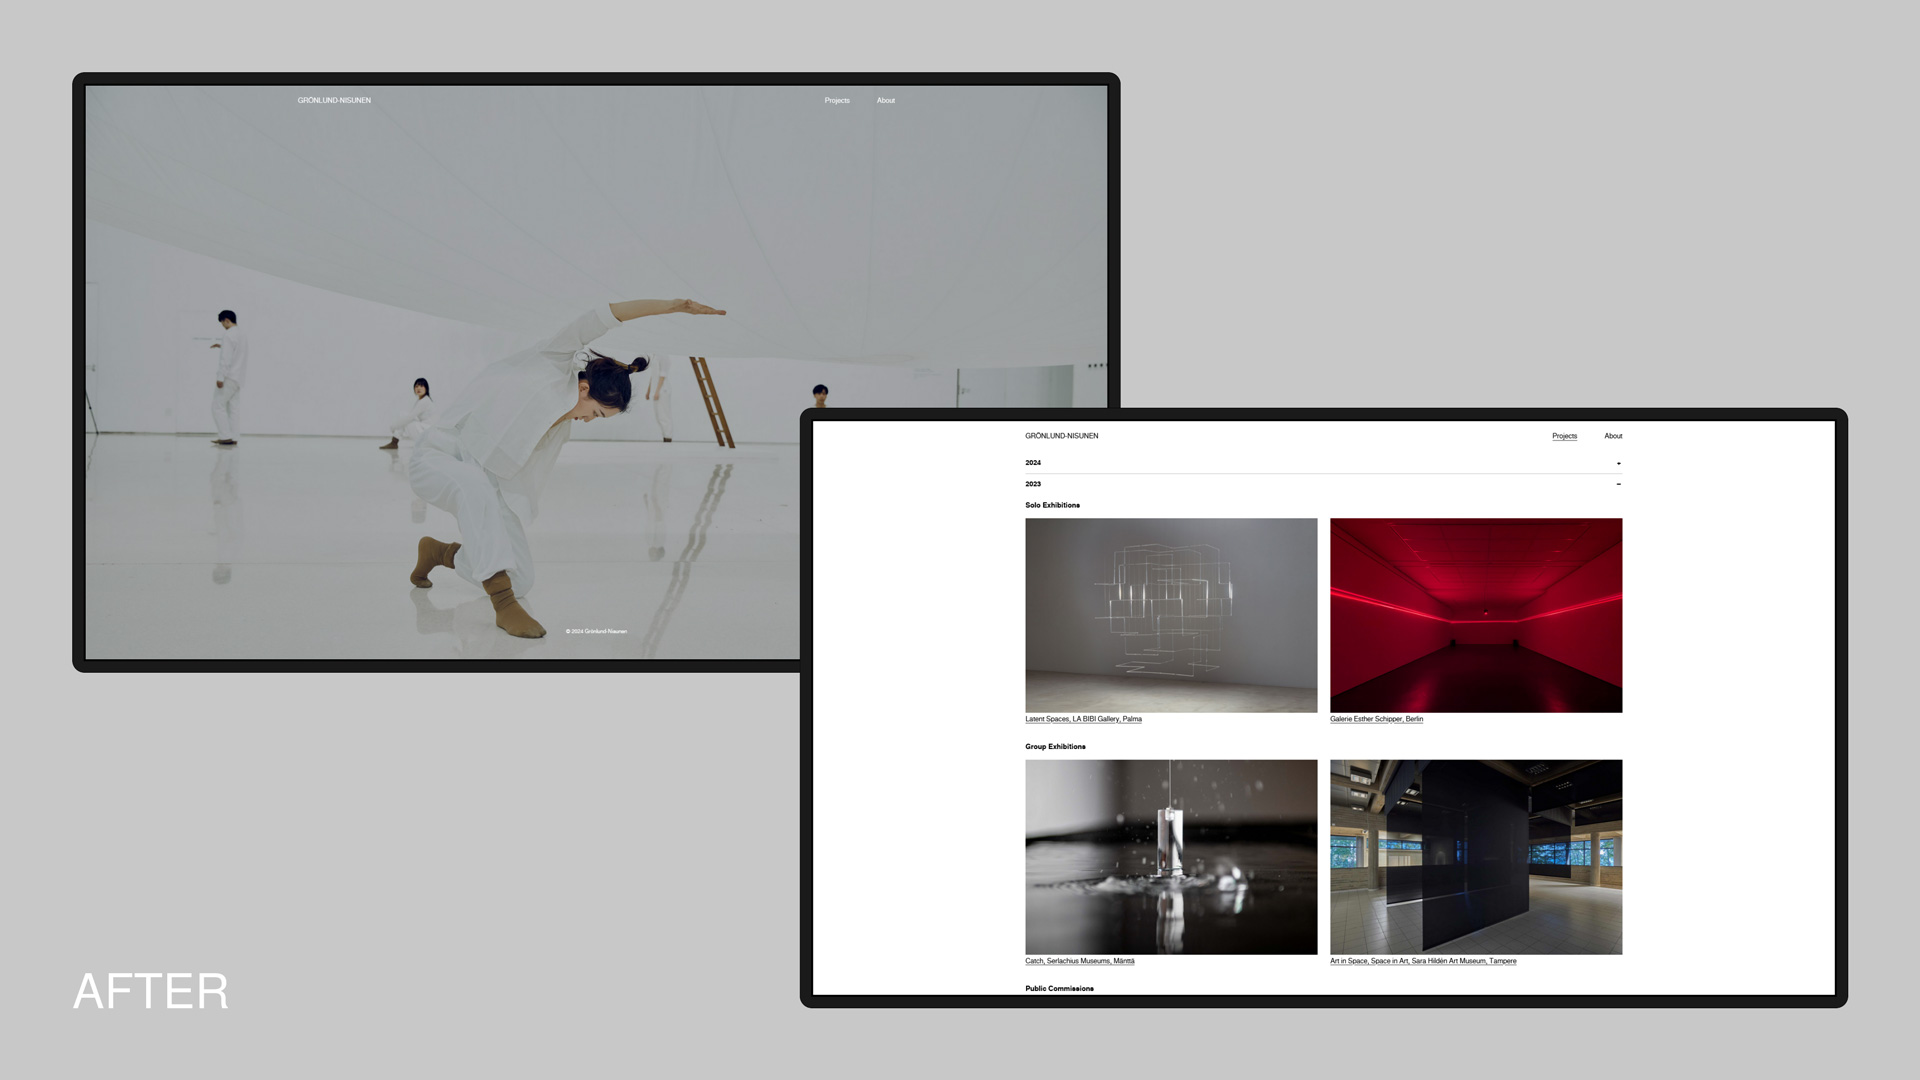 GRÖNLUND-NISUNEN
Projects
About
© 2024 Grönlund-Nisunen
GRÖNLUND-NISUNEN
Projects
About
2024
+
2023
–
Solo Exhibitions
Latent Spaces, LA BIBI Gallery, Palma
Galerie Esther Schipper, Berlin
Group Exhibitions
Catch, Serlachius Museums, Mänttä
Art in Space, Space in Art, Sara Hildén Art Museum, Tampere
Public Commissions
AFTER